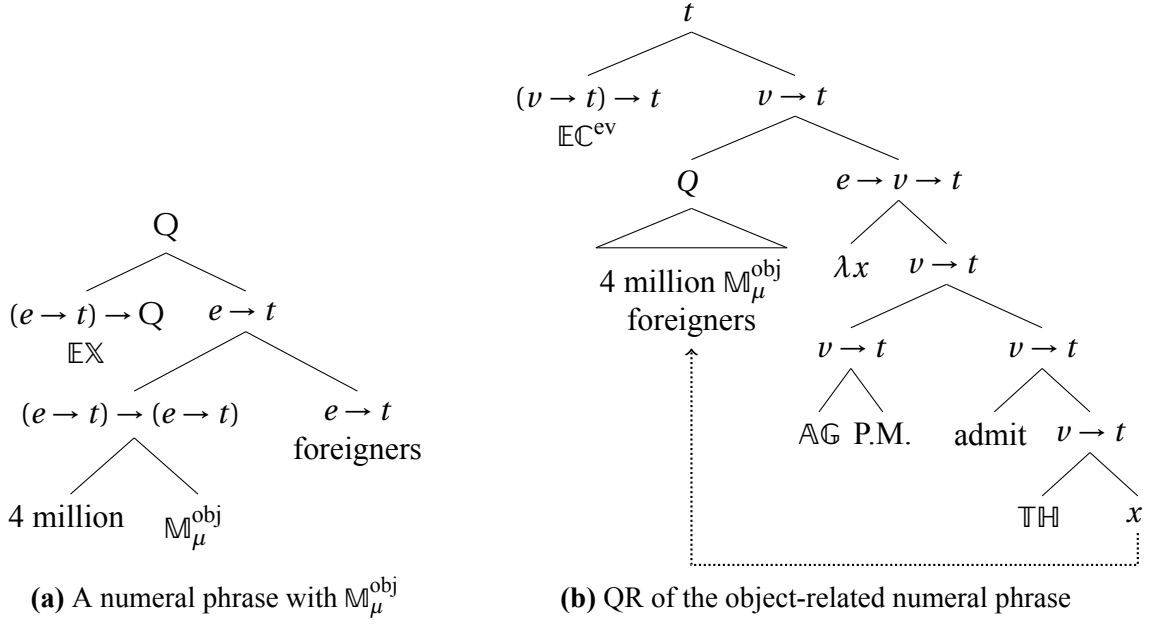 Q
(e → t) → Q e → t
𝔼𝕏
(e → t) → (e → t) e → t
foreigners
4 million 𝕄^obj_μ
(a) A numeral phrase with 𝕄^obj_μ
t
(v → t) → t v → t
𝔼ℂ^ev
Q e → v → t
4 million 𝕄^obj_μ λx v → t
foreigners
v → t v → t
𝔸𝔾 P.M. admit v → t
𝕋ℍ x
(b) QR of the object-related numeral phrase